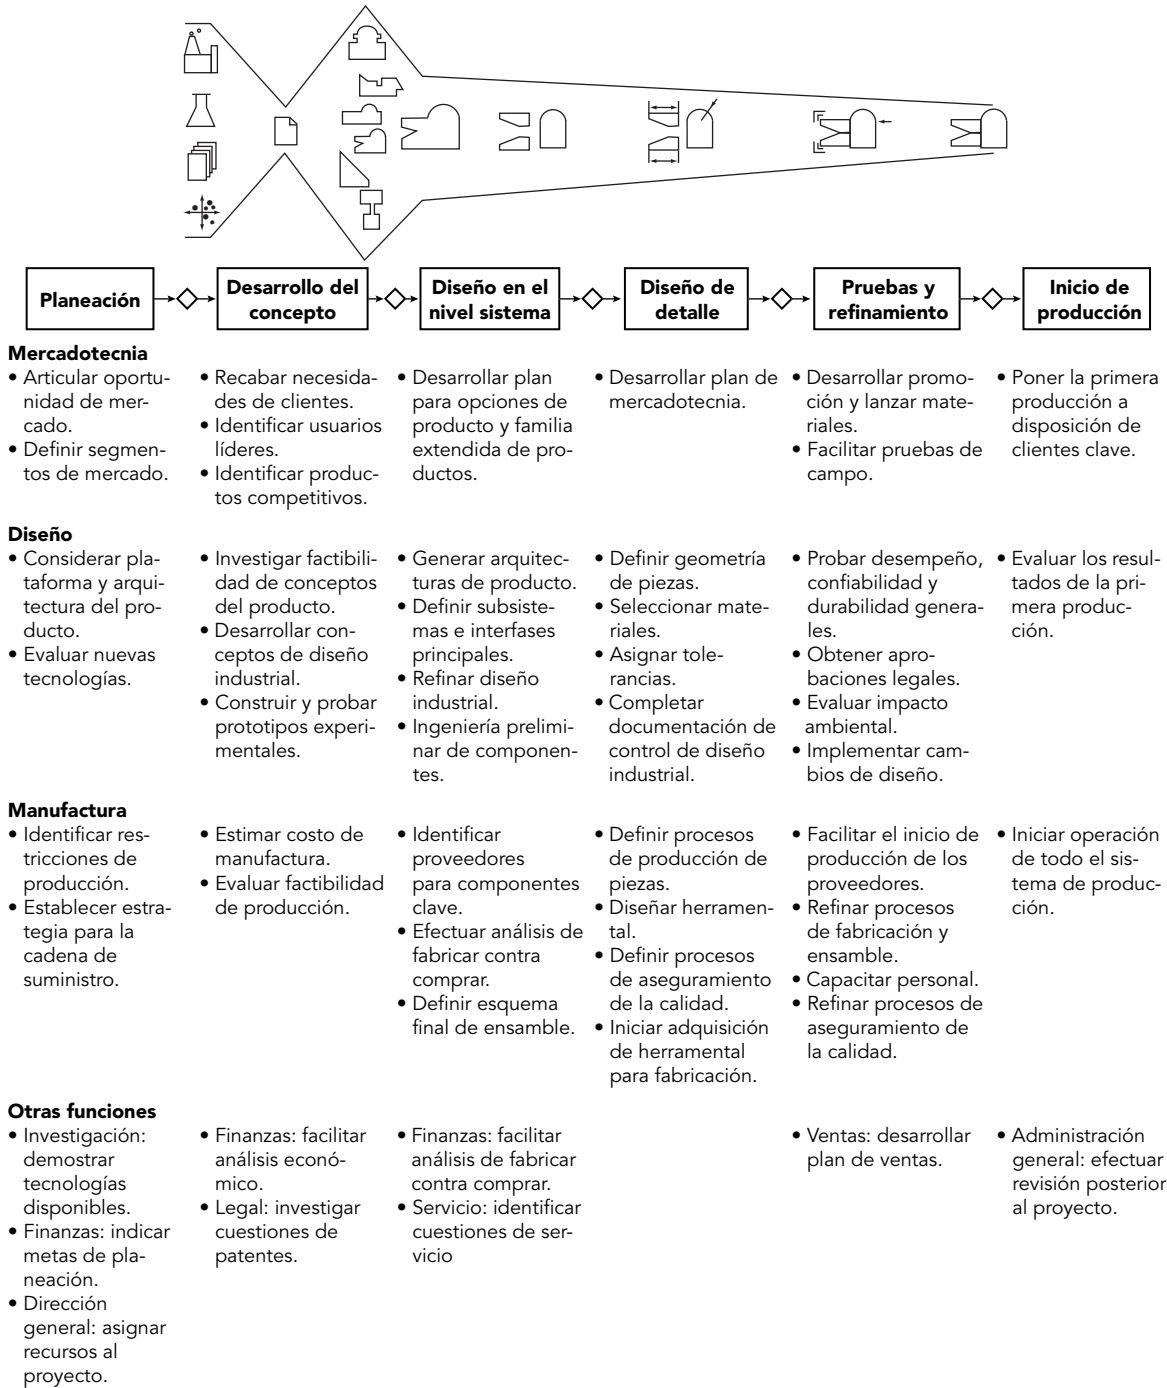 Planeación
Desarrollo del
concepto
Diseño en el
nivel sistema
Diseño de
detalle
Pruebas y
refinamiento
Inicio de
producción
Mercadotecnia
• Articular oportu-
nidad de mer-
cado.
• Definir segmen-
tos de mercado.
• Recabar necesida-
des de clientes.
• Identificar usuarios
líderes.
• Identificar produc-
tos competitivos.
• Desarrollar plan
para opciones de
producto y familia
extendida de pro-
ductos.
• Desarrollar plan de
mercadotecnia.
• Desarrollar promo-
ción y lanzar mate-
riales.
• Facilitar pruebas de
campo.
• Poner la primera
producción a
disposición de
clientes clave.
Diseño
• Considerar pla-
taforma y arqui-
tectura del pro-
ducto.
• Evaluar nuevas
tecnologías.
• Investigar factibili-
dad de conceptos
del producto.
• Desarrollar con-
ceptos de diseño
industrial.
• Construir y probar
prototipos experi-
mentales.
• Generar arquitec-
turas de producto.
• Definir subsiste-
mas e interfases
principales.
• Refinar diseño
industrial.
• Ingeniería prelimi-
nar de componen-
tes.
• Definir geometría
de piezas.
• Seleccionar mate-
riales.
• Asignar tole-
rancias.
• Completar
documentación de
control de diseño
industrial.
• Probar desempeño,
confiabilidad y
durabilidad genera-
les.
• Obtener apro-
baciones legales.
• Evaluar impacto
ambiental.
• Implementar cam-
bios de diseño.
• Evaluar los resul-
tados de la pri-
mera produc-
ción.
Manufactura
• Identificar res-
tricciones de
producción.
• Establecer estra-
tegia para la
cadena de
suministro.
• Estimar costo de
manufactura.
• Evaluar factibilidad
de producción.
• Identificar
proveedores
para componentes
clave.
• Efectuar análisis de
fabricar contra
comprar.
• Definir esquema
final de ensamble.
• Definir procesos
de producción de
piezas.
• Diseñar herramen-
tal.
• Definir procesos
de aseguramiento
de la calidad.
• Iniciar adquisición
de herramental
para fabricación.
• Facilitar el inicio de
producción de los
proveedores.
• Refinar procesos
de fabricación y
ensamble.
• Capacitar personal.
• Refinar procesos de
aseguramiento de
la calidad.
• Iniciar operación
de todo el sis-
tema de produc-
ción.
Otras funciones
• Investigación:
demostrar
tecnologías
disponibles.
• Finanzas: indicar
metas de pla-
neación.
• Dirección
general: asignar
recursos al
proyecto.
• Finanzas: facilitar
análisis econó-
mico.
• Legal: investigar
cuestiones de
patentes.
• Finanzas: facilitar
análisis de fabricar
contra comprar.
• Servicio: identificar
cuestiones de ser-
vicio
• Ventas: desarrollar
plan de ventas.
• Administración
general: efectuar
revisión posterior
al proyecto.